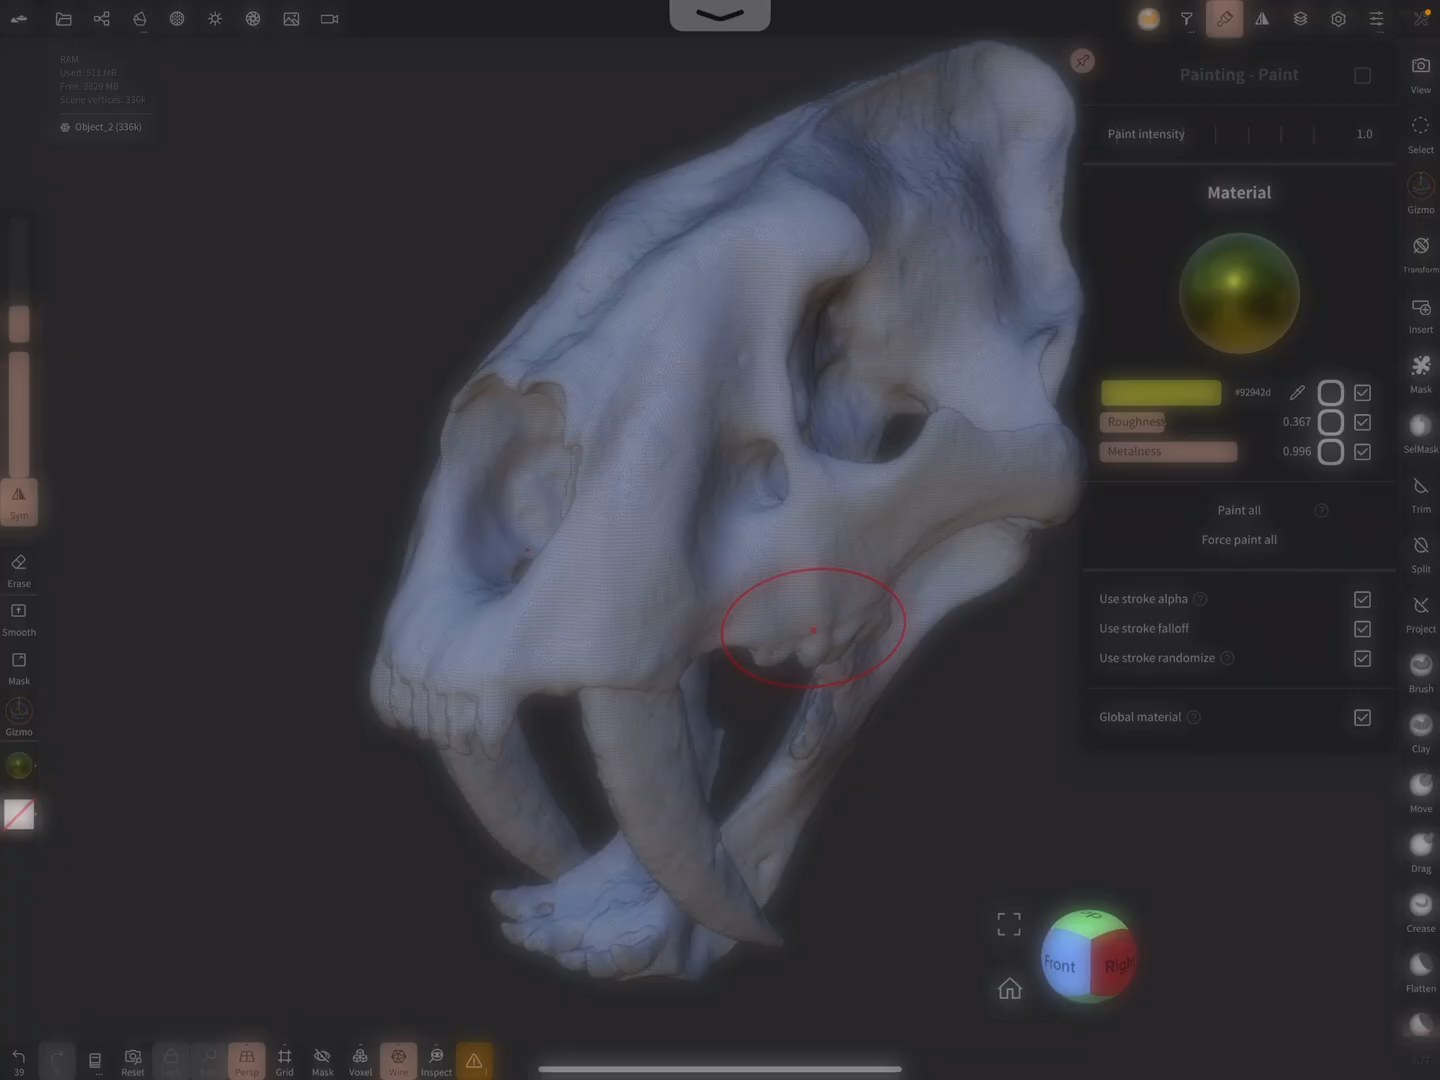 RAM
Used: 511 MB
Free: 3829 MB
Scene vertices: 336k
Object_2 (336k)
Painting - Paint
Paint intensity
1.0
Material
#92942d
Roughness
0.367
Metalness
0.996
Paint all
Force paint all
Use stroke alpha
Use stroke falloff
Use stroke randomize
Global material
View
Select
Gizmo
Transform
Insert
Mask
SelMask
Trim
Split
Project
Brush
Clay
Move
Drag
Crease
Flatten
Sym
Erase
Smooth
Mask
Gizmo
Up
Front
Right
39
Reset
Persp
Grid
Mask
Voxel
Wire
Inspect